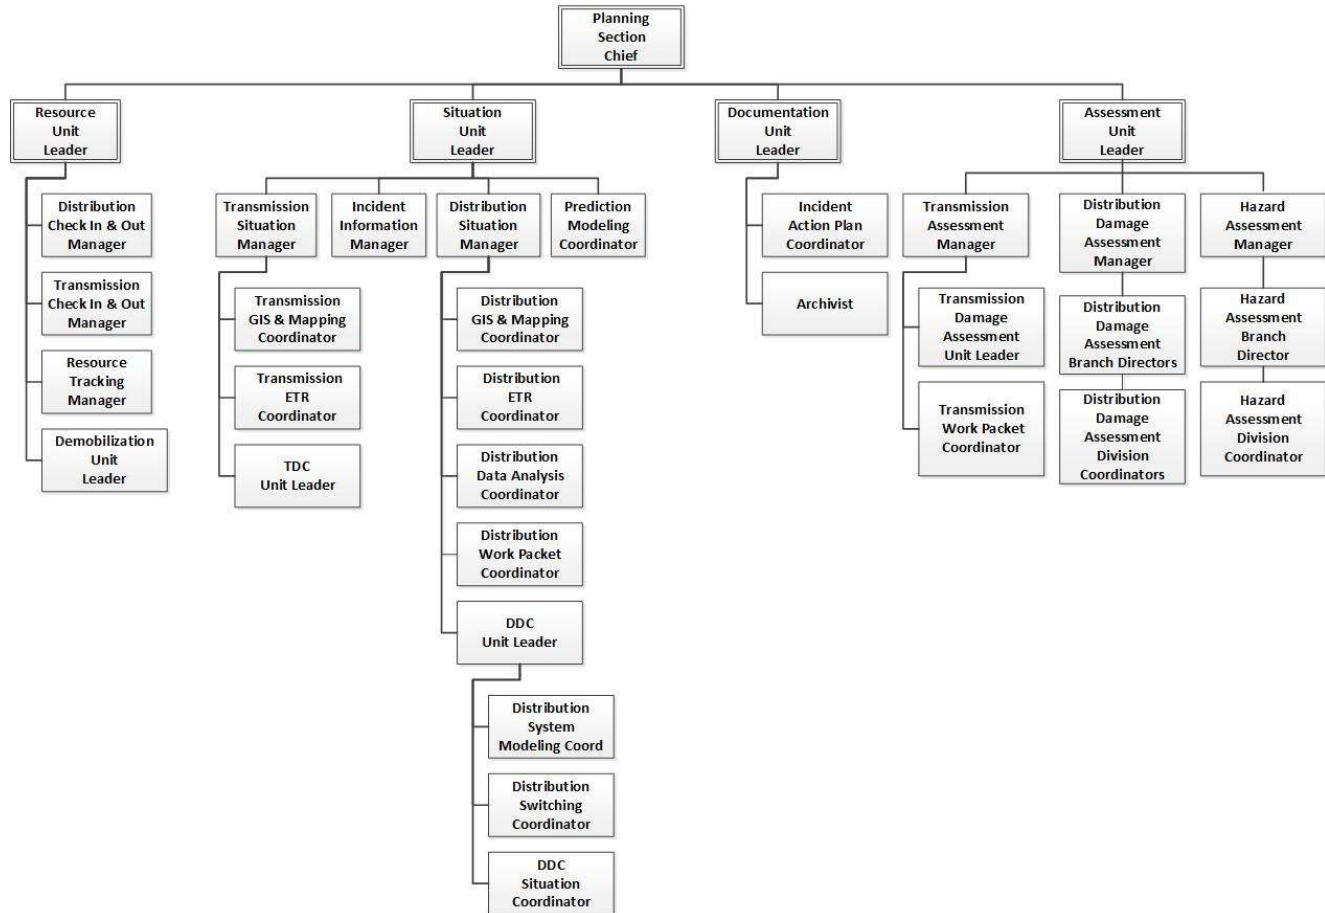 Planning
Section
Chief
Resource
Unit
Leader
Situation
Unit
Leader
Documentation
Unit
Leader
Assessment
Unit
Leader
Distribution
Check In & Out
Manager
Transmission
Check In & Out
Manager
Resource
Tracking
Manager
Demobilization
Unit
Leader
Transmission
Situation
Manager
Incident
Information
Manager
Distribution
Situation
Manager
Prediction
Modeling
Coordinator
Transmission
GIS & Mapping
Coordinator
Transmission
ETR
Coordinator
TDC
Unit Leader
Distribution
GIS & Mapping
Coordinator
Distribution
ETR
Coordinator
Distribution
Data Analysis
Coordinator
Distribution
Work Packet
Coordinator
DDC
Unit Leader
Distribution
System
Modeling Coord
Distribution
Switching
Coordinator
DDC
Situation
Coordinator
Incident
Action Plan
Coordinator
Archivist
Transmission
Assessment
Manager
Transmission
Damage
Assessment
Unit Leader
Transmission
Work Packet
Coordinator
Distribution
Damage
Assessment
Manager
Distribution
Damage
Assessment
Branch Directors
Distribution
Damage
Assessment
Division
Coordinators
Hazard
Assessment
Manager
Hazard
Assessment
Branch
Director
Hazard
Assessment
Division
Coordinator